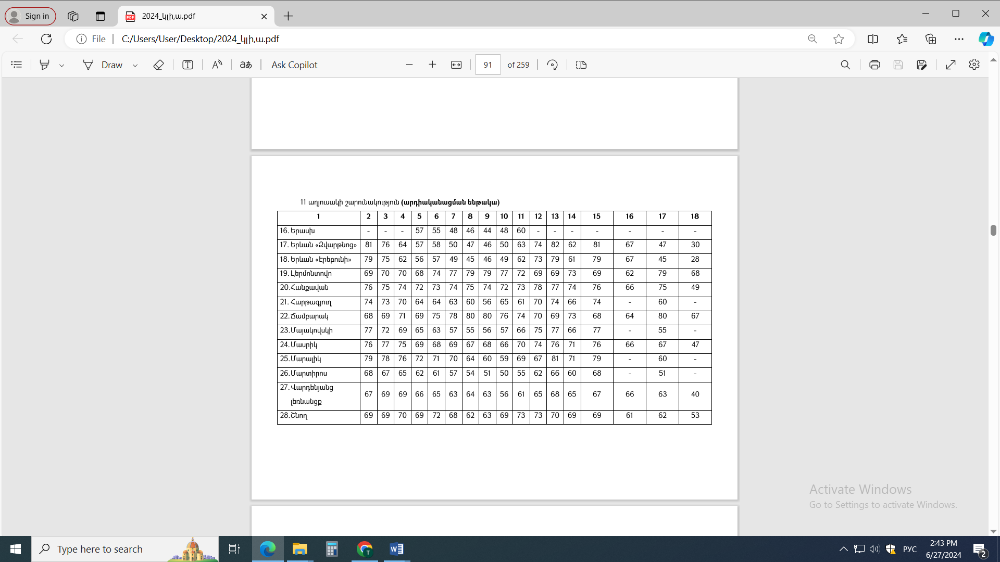 Sign in
2024_կլի,ա.pdf
File
C:/Users/User/Desktop/2024_կլի,ա.pdf
Draw
Ask Copilot
91 of 259
11 աղյուսակի շարունակություն (արդիականացման ենթակա)
1 2 3 4 5 6 7 8 9 10 11 12 13 14 15 16 17 18
16. Երասխ - - - 57 55 48 46 44 48 60 - - - - - - -
17. Երևան «Զվարթնոց» 81 76 64 57 58 50 47 46 50 63 74 82 62 81 67 47 30
18. Երևան «Էրեբունի» 79 75 62 56 57 49 45 46 49 62 73 79 61 79 67 45 28
19. Լերմոնտովո 69 70 70 68 74 77 79 79 77 72 69 69 73 69 62 79 68
20. Հանքավան 76 75 74 72 73 74 75 74 72 73 78 77 74 76 66 75 49
21. Հարթագյուղ 74 73 70 64 64 63 60 56 65 61 70 74 66 74 - 60 -
22. Ճամբարակ 68 69 71 69 75 78 80 80 76 74 70 69 73 68 64 80 67
23. Մայակովսկի 77 72 69 65 63 57 55 56 57 66 75 77 66 77 - 55 -
24. Մասրիկ 76 77 75 69 68 69 67 68 66 70 74 76 71 76 66 67 47
25. Մարալիկ 79 78 76 72 71 70 64 60 59 69 67 81 71 79 - 60 -
26. Մարտիրոս 68 67 65 62 61 57 54 51 50 55 62 66 60 68 - 51 -
27. Վարդենյանց
լեռնանցք 67 69 69 66 65 63 64 63 56 61 65 68 65 67 66 63 40
28. Շնող 69 69 70 69 72 68 62 63 69 73 73 70 69 69 61 62 53
Activate Windows
Go to Settings to activate Windows.
Type here to search
РУС
2:43 PM
6/27/2024
2